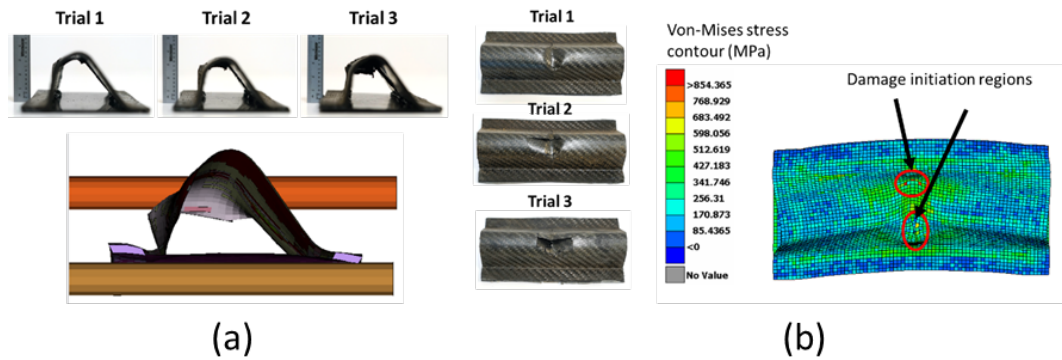 Trial 1
Trial 2
Trial 3
Trial 1
Trial 2
Trial 3
Von-Mises stress
contour (MPa)
>854.365
768.929
683.492
598.056
512.619
427.183
341.746
256.31
170.873
85.4365
<0
No Value
Damage initiation regions
(a)
(b)